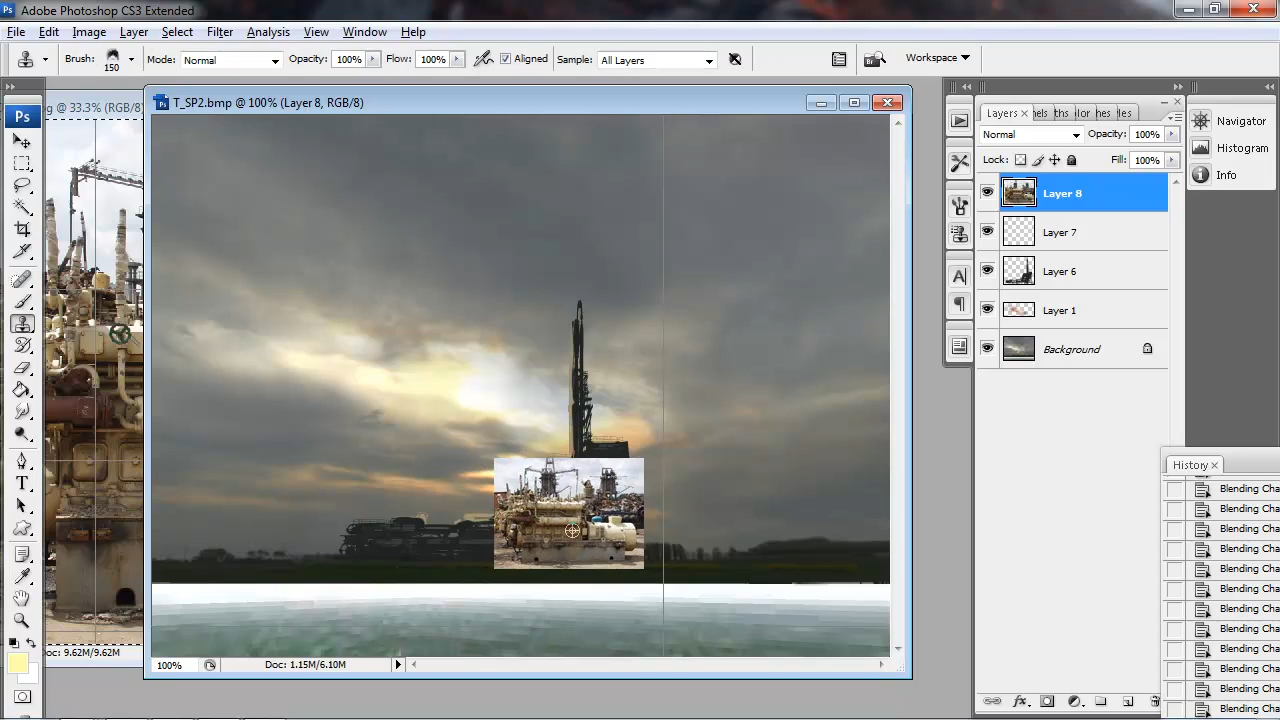 Ps Adobe Photoshop CS3 Extended
File Edit Image Layer Select Filter Analysis View Window Help
Brush: 150 Mode: Normal Opacity: 100% Flow: 100% Aligned Sample: All Layers Workspace
ng @ 33.3% (RGB/8
T_SP2.bmp @ 100% (Layer 8, RGB/8)
Ps
Layers
Normal Opacity: 100%
Lock: Fill: 100%
Layer 8
Layer 7
Layer 6
Layer 1
Background
Navigator
Histogram
Info
History
Blending Cha
Blending Cha
Blending Cha
Blending Cha
Blending Cha
Blending Cha
Blending Cha
Blending Cha
Blending Cha
Blending Cha
Blending Cha
Blending Cha
oc: 9.62M/9.62M
100% Doc: 1.15M/6.10M